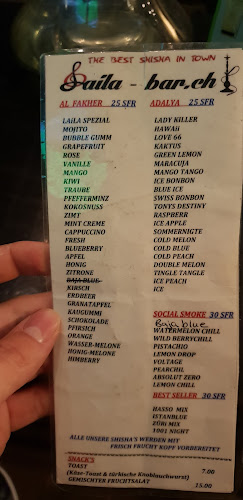 THE BEST SHISHA IN TOWN
Laila - bar.ch
AL FAKHER 25 SFR
LAILA SPEZIAL
MOJITO
BUBBLE GUMM
GRAPEFRUIT
ROSE
VANILLE
MANGO
KIWI
TRAUBE
PFEFFERMINZ
KOKOSNUSS
ZIMT
MINT CREME
CAPPUCCINO
FRESH
BLUEBERRY
APFEL
HONIG
ZITRONE
BAJA BLUE
KIRSCH
ERDBEER
GRANATAPFEL
KAUGUMMI
SCHOKOLADE
PFIRSICH
ORANGE
WASSER-MELONE
HONIG-MELONE
HIMBEERE
ADALYA 25 SFR
LADY KILLER
HAWAII
LOVE 66
KAKTUS
GREEN LEMON
MARACUJA
MANGO TANGO
ICE BONBON
BLUE ICE
SWISS BONBON
TONYS DESTINY
RASPBERR
ICE APPLE
SOMMERNIGTE
COLD MELON
COLD BLUE
COLD PEACH
DOUBLE MELON
TINGLE TANGLE
ICE PEACH
ICE
SOCIAL SMOKE 30 SFR
Baja blue
WATERMELON CHILL
WILD BERRYCHILL
PISTACHIO
LEMON DROP
VOLTAGE
PEARCHIL
ABSOLUT ZERO
LEMON CHILL
BEST SELLER 30 SFR
HASSO MIX
ISTANBLUE
ZÜRI MIX
1001 NIGHT
ALLE UNSERE SHISHA'S WERDEN MIT
FRISCH FRUCHT KOPF VORBEREITET
SNACK'S
TOAST 7.00
(Käse-Toast & türkische Knoblauchwurst)
GEMISCHTER FRUCHTSALAT 15.00